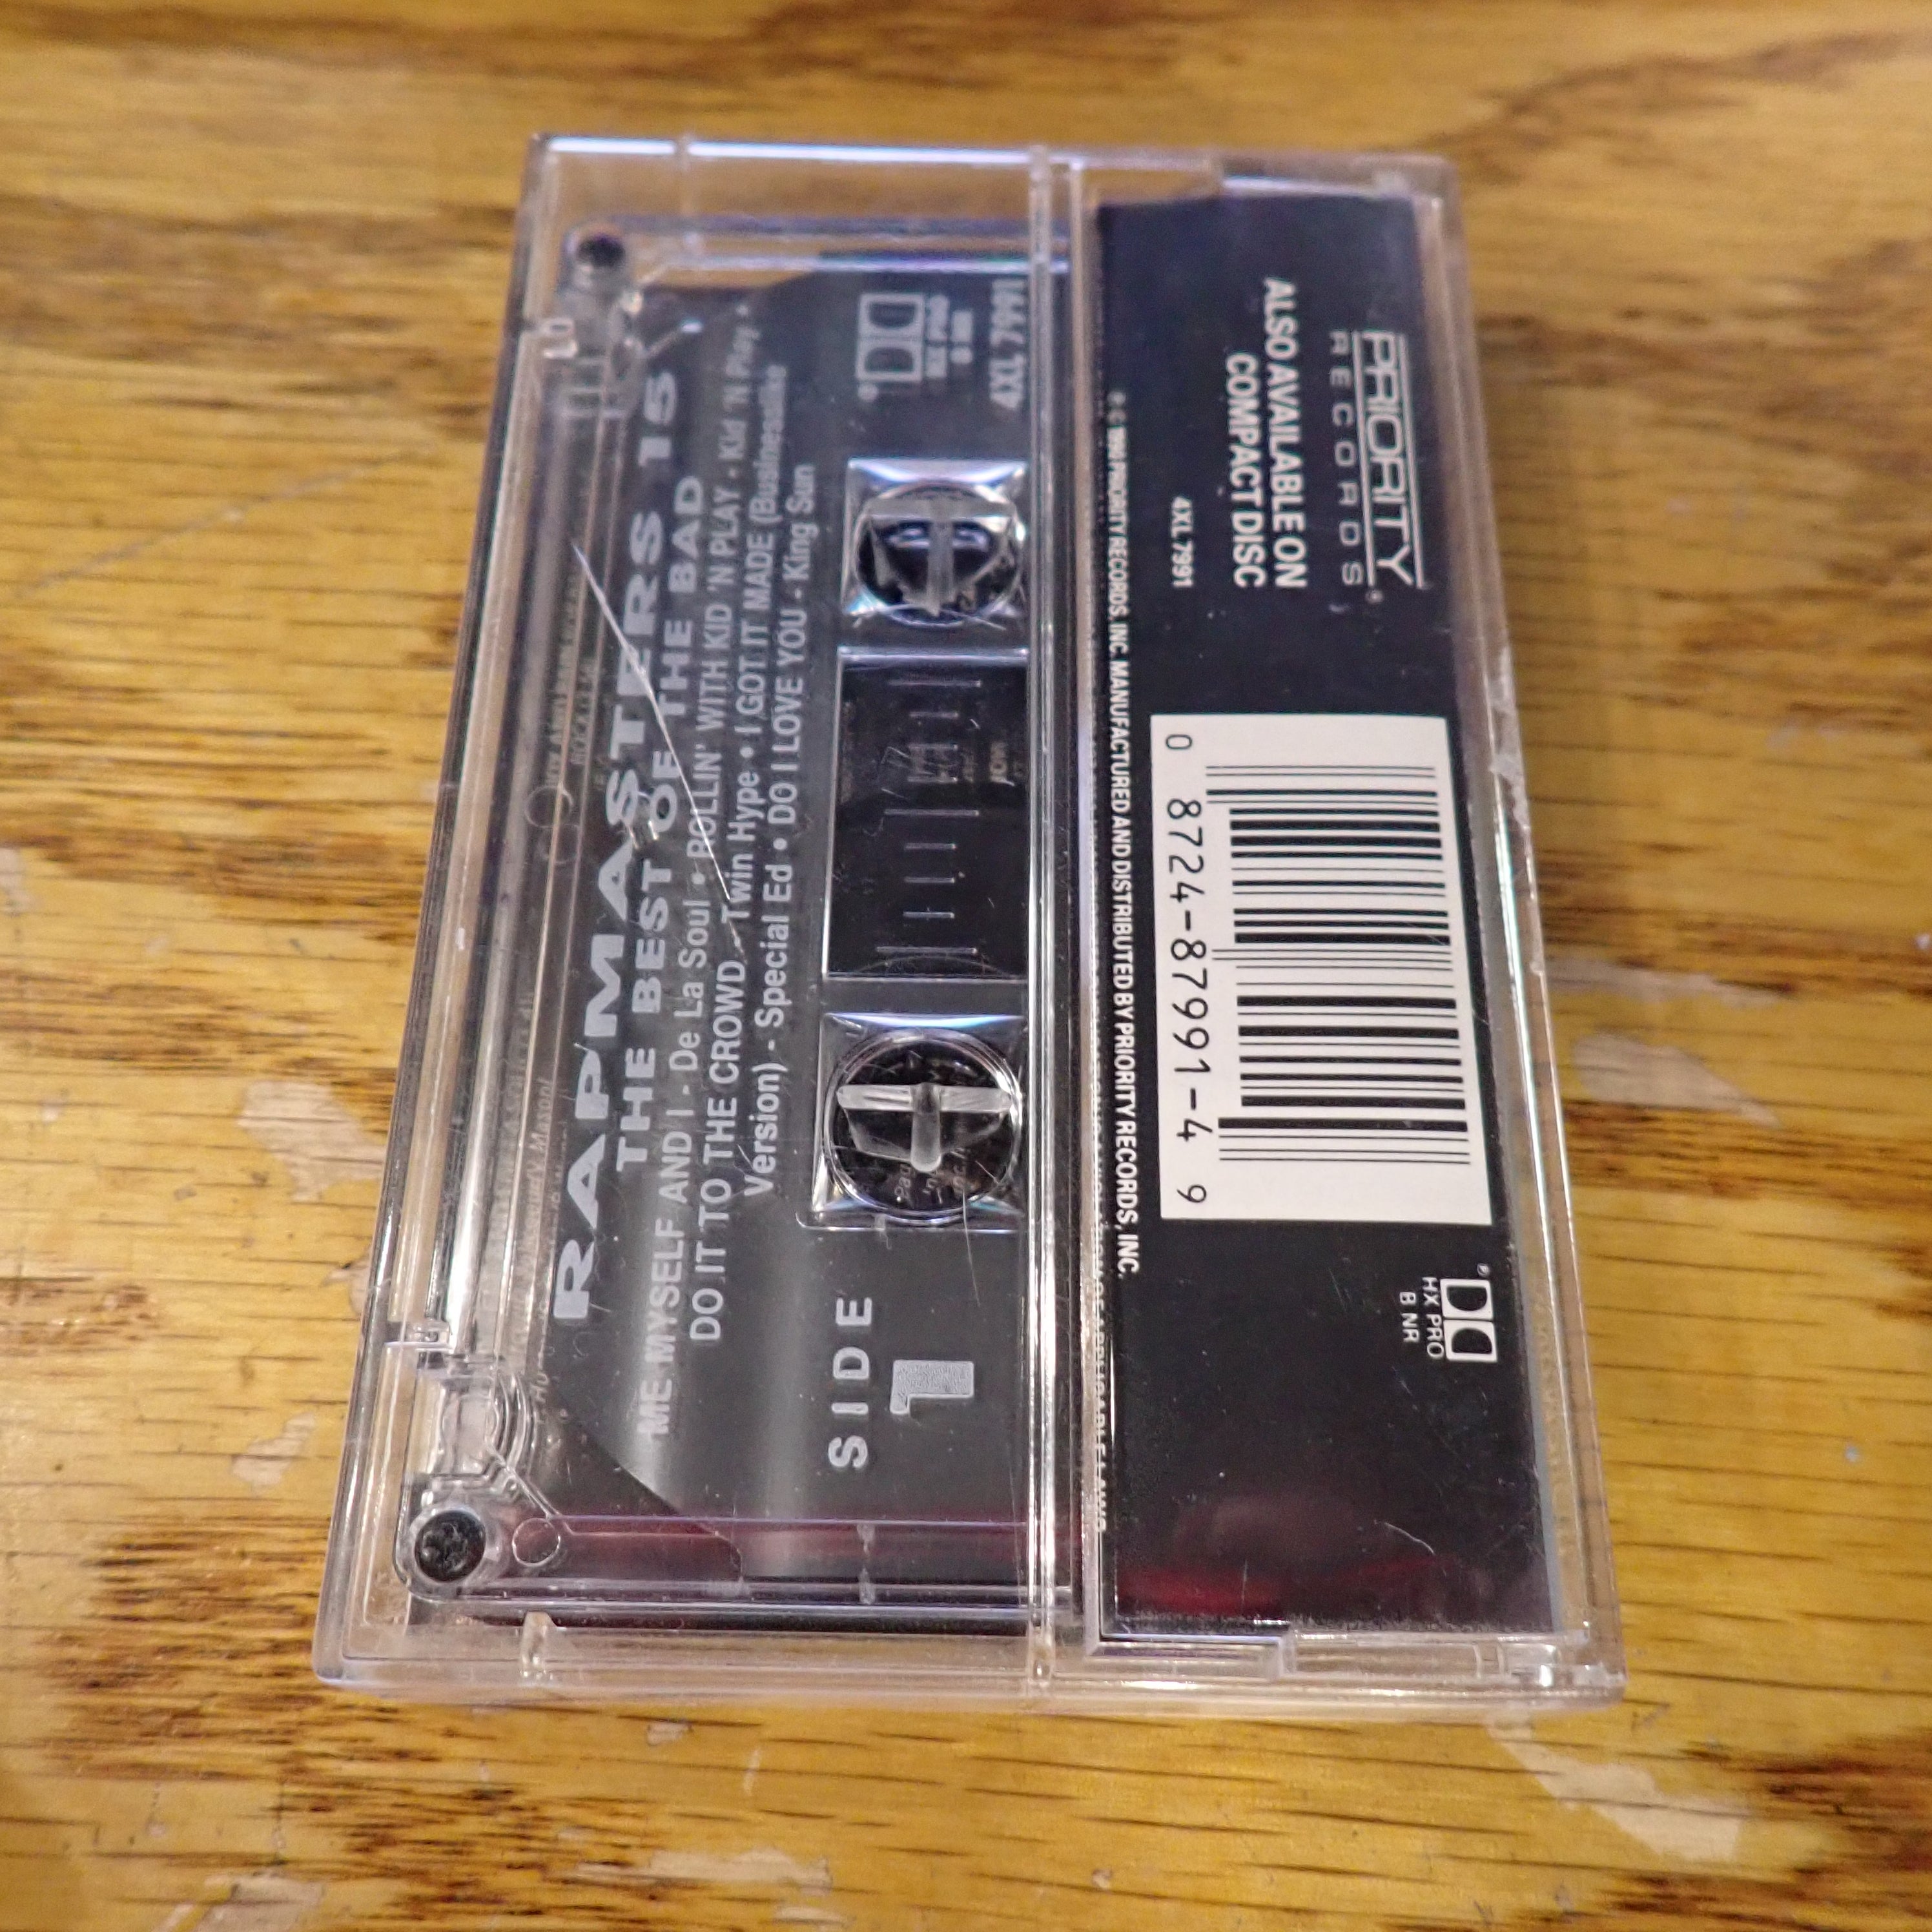 RAPMASTERS 15
THE BEST OF THE BAD
ME MYSELF AND I - De La Soul • ROLLIN' WITH KID 'N PLAY - Kid 'N Play •
DO IT TO THE CROWD - Twin Hype • I GOT IT MADE (Businesslike
Version) - Special Ed • DO I LOVE YOU - King Sun
SIDE
1
HX PRO
B NR
4XL 7991
PRIORITY
RECORDS
ALSO AVAILABLE ON
COMPACT DISC
4XL 7991
0 8724-87991-4 9
HX PRO
B NR
℗ © 1990 PRIORITY RECORDS, INC. MANUFACTURED AND DISTRIBUTED BY PRIORITY RECORDS, INC.